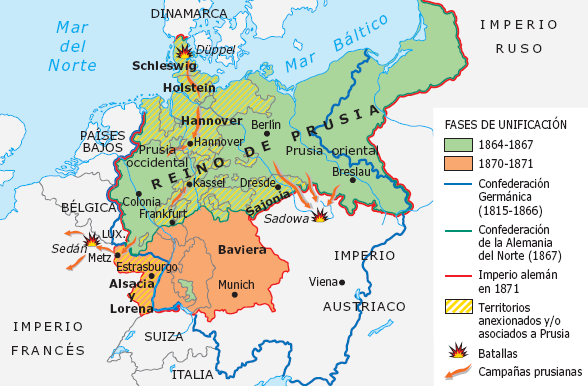 DINAMARCA
Mar
del
Norte
Mar Báltico
IMPERIO
RUSO
Düppel
Schleswig
Holstein
Hannover
Hannover
Berlin
REINO DE PRUSIA
Prusia
occidental
Prusia oriental
PAÍSES
BAJOS
Kassel
Dresde
Breslau
Colonia
Sajonia
Sadowa
Frankfurt
BÉLGICA
LUX.
Sedán
Metz
Estrasburgo
Baviera
Alsacia
y
Lorena
Munich
Viena
IMPERIO
AUSTRIACO
IMPERIO
FRANCÉS
SUIZA
ITALIA
FASES DE UNIFICACIÓN
1864-1867
1870-1871
Confederación
Germánica
(1815-1866)
Confederación
de la Alemania
del Norte (1867)
Imperio alemán
en 1871
Territorios
anexionados y/o
asociados a Prusia
Batallas
Campañas prusianas